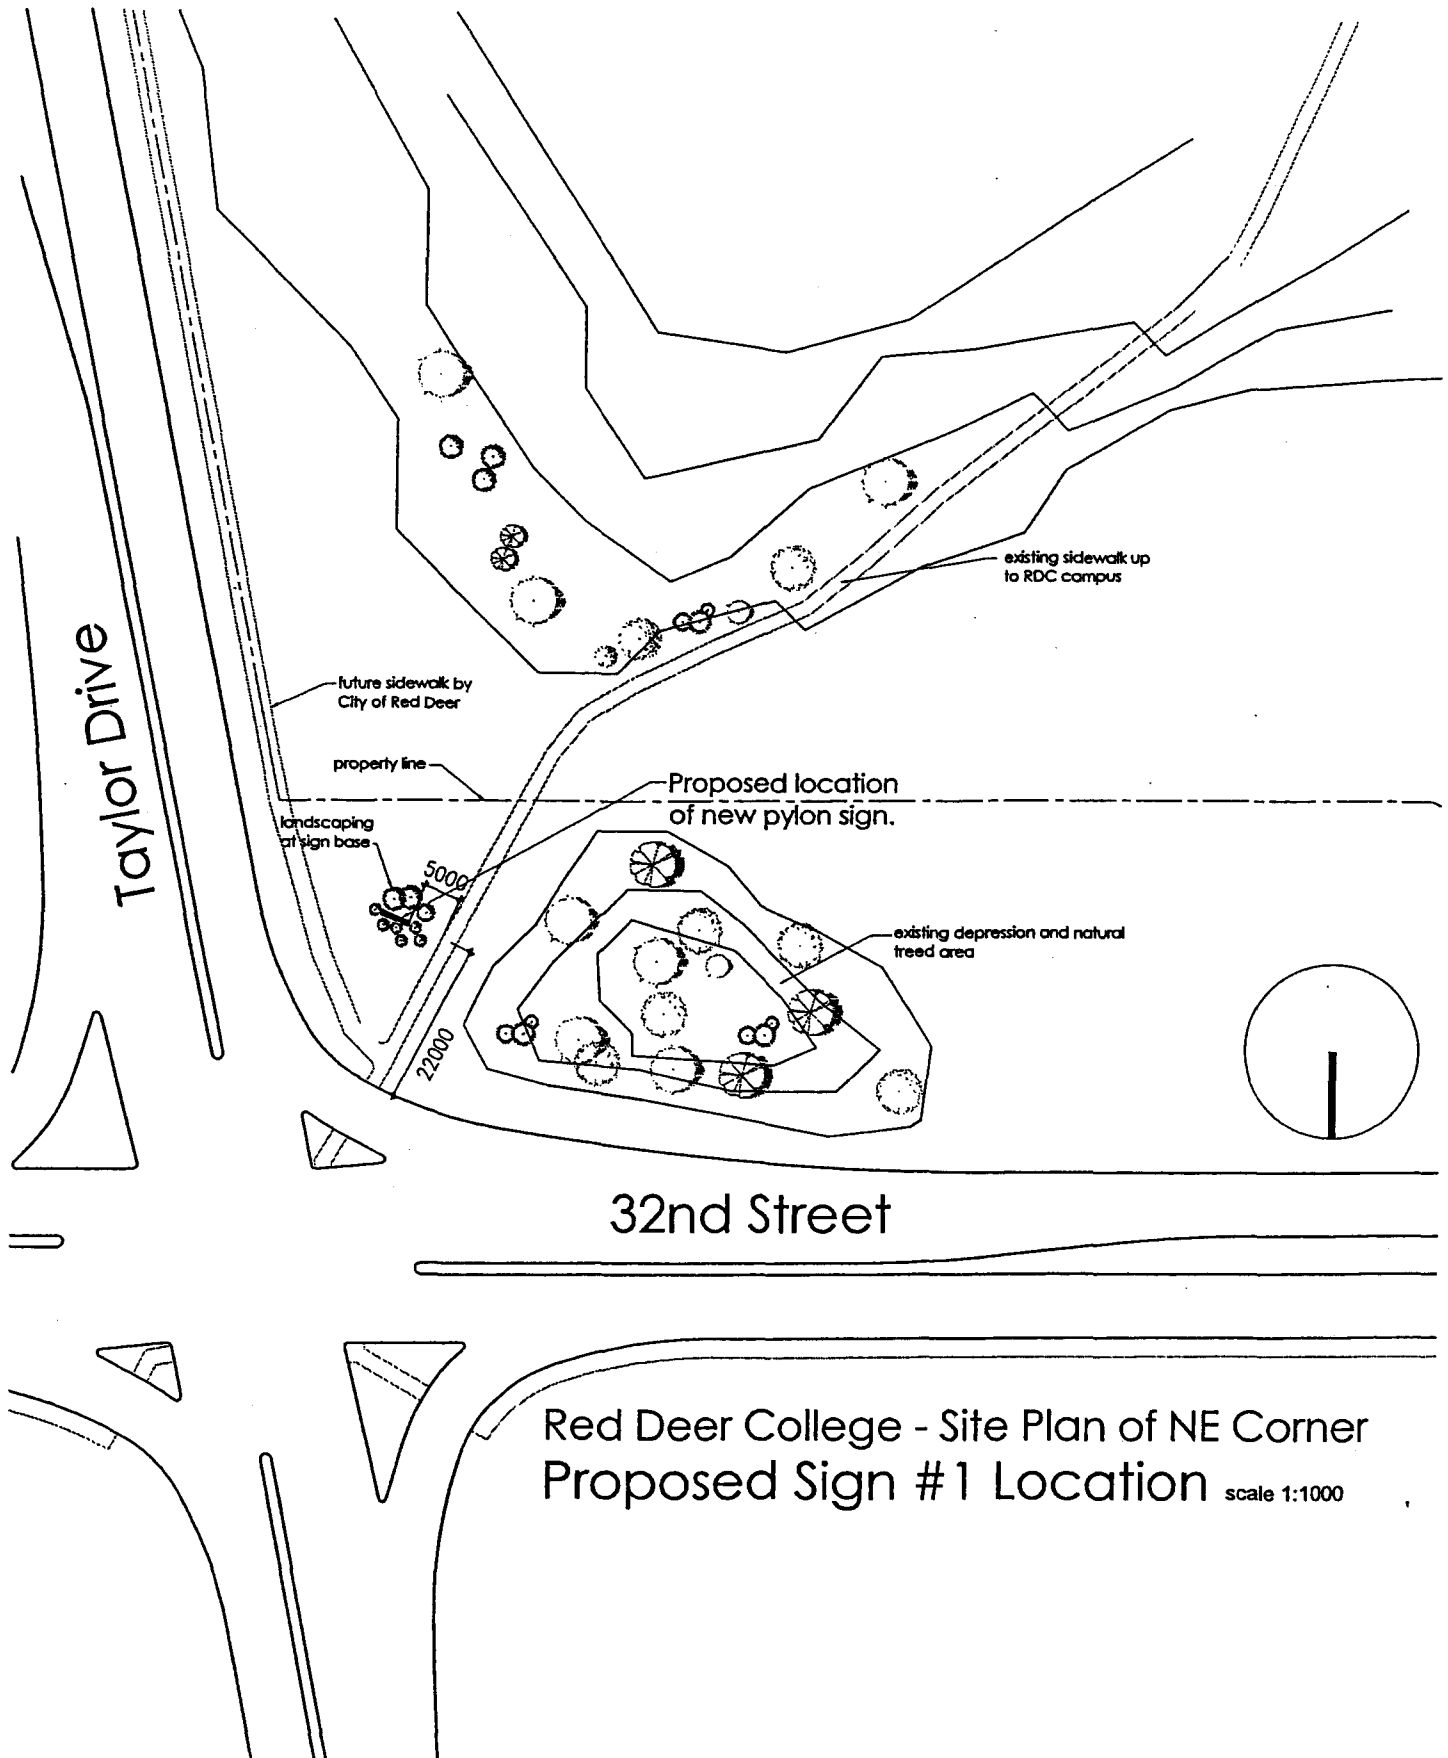 existing sidewalk up
to RDC campus
Taylor Drive
future sidewalk by
City of Red Deer
property line
Proposed location
of new pylon sign.
landscaping
at sign base
5000
existing depression and natural
treed area
22000
32nd Street
Red Deer College - Site Plan of NE Corner
Proposed Sign #1 Location scale 1:1000